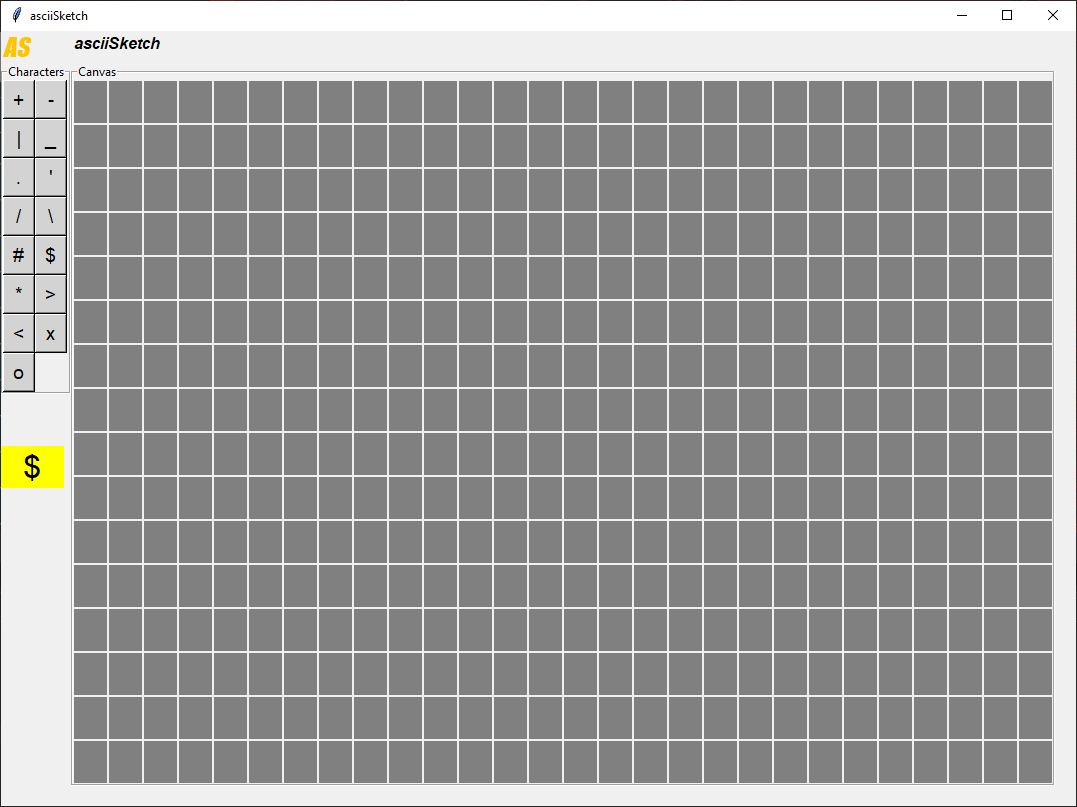 asciiSketch
AS asciiSketch
Characters Canvas
+ -
| _
. '
/ \
# $
* >
< x
o
$